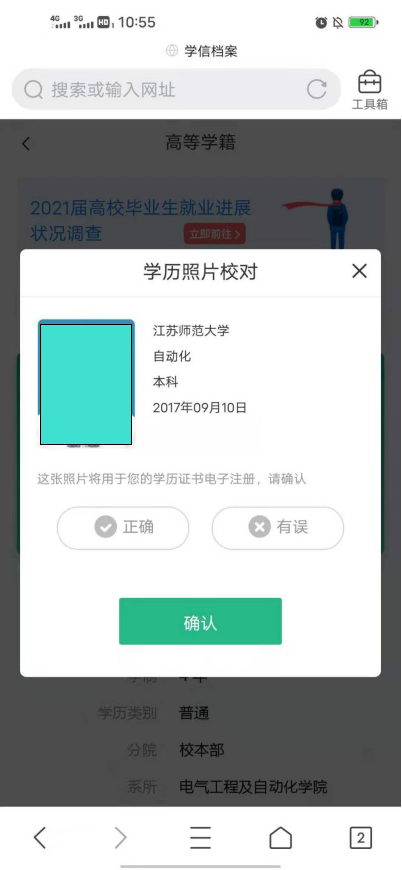 4G 3G HD 1 10:55 92
学信档案
搜索或输入网址
工具箱
高等学籍
2021届高校毕业生就业进展
状况调查 立即前往>
学历照片校对
江苏师范大学
自动化
本科
2017年09月10日
这张照片将用于您的学历证书电子注册，请确认
正确 有误
确认
学历类别 普通
分院 校本部
系所 电气工程及自动化学院
2